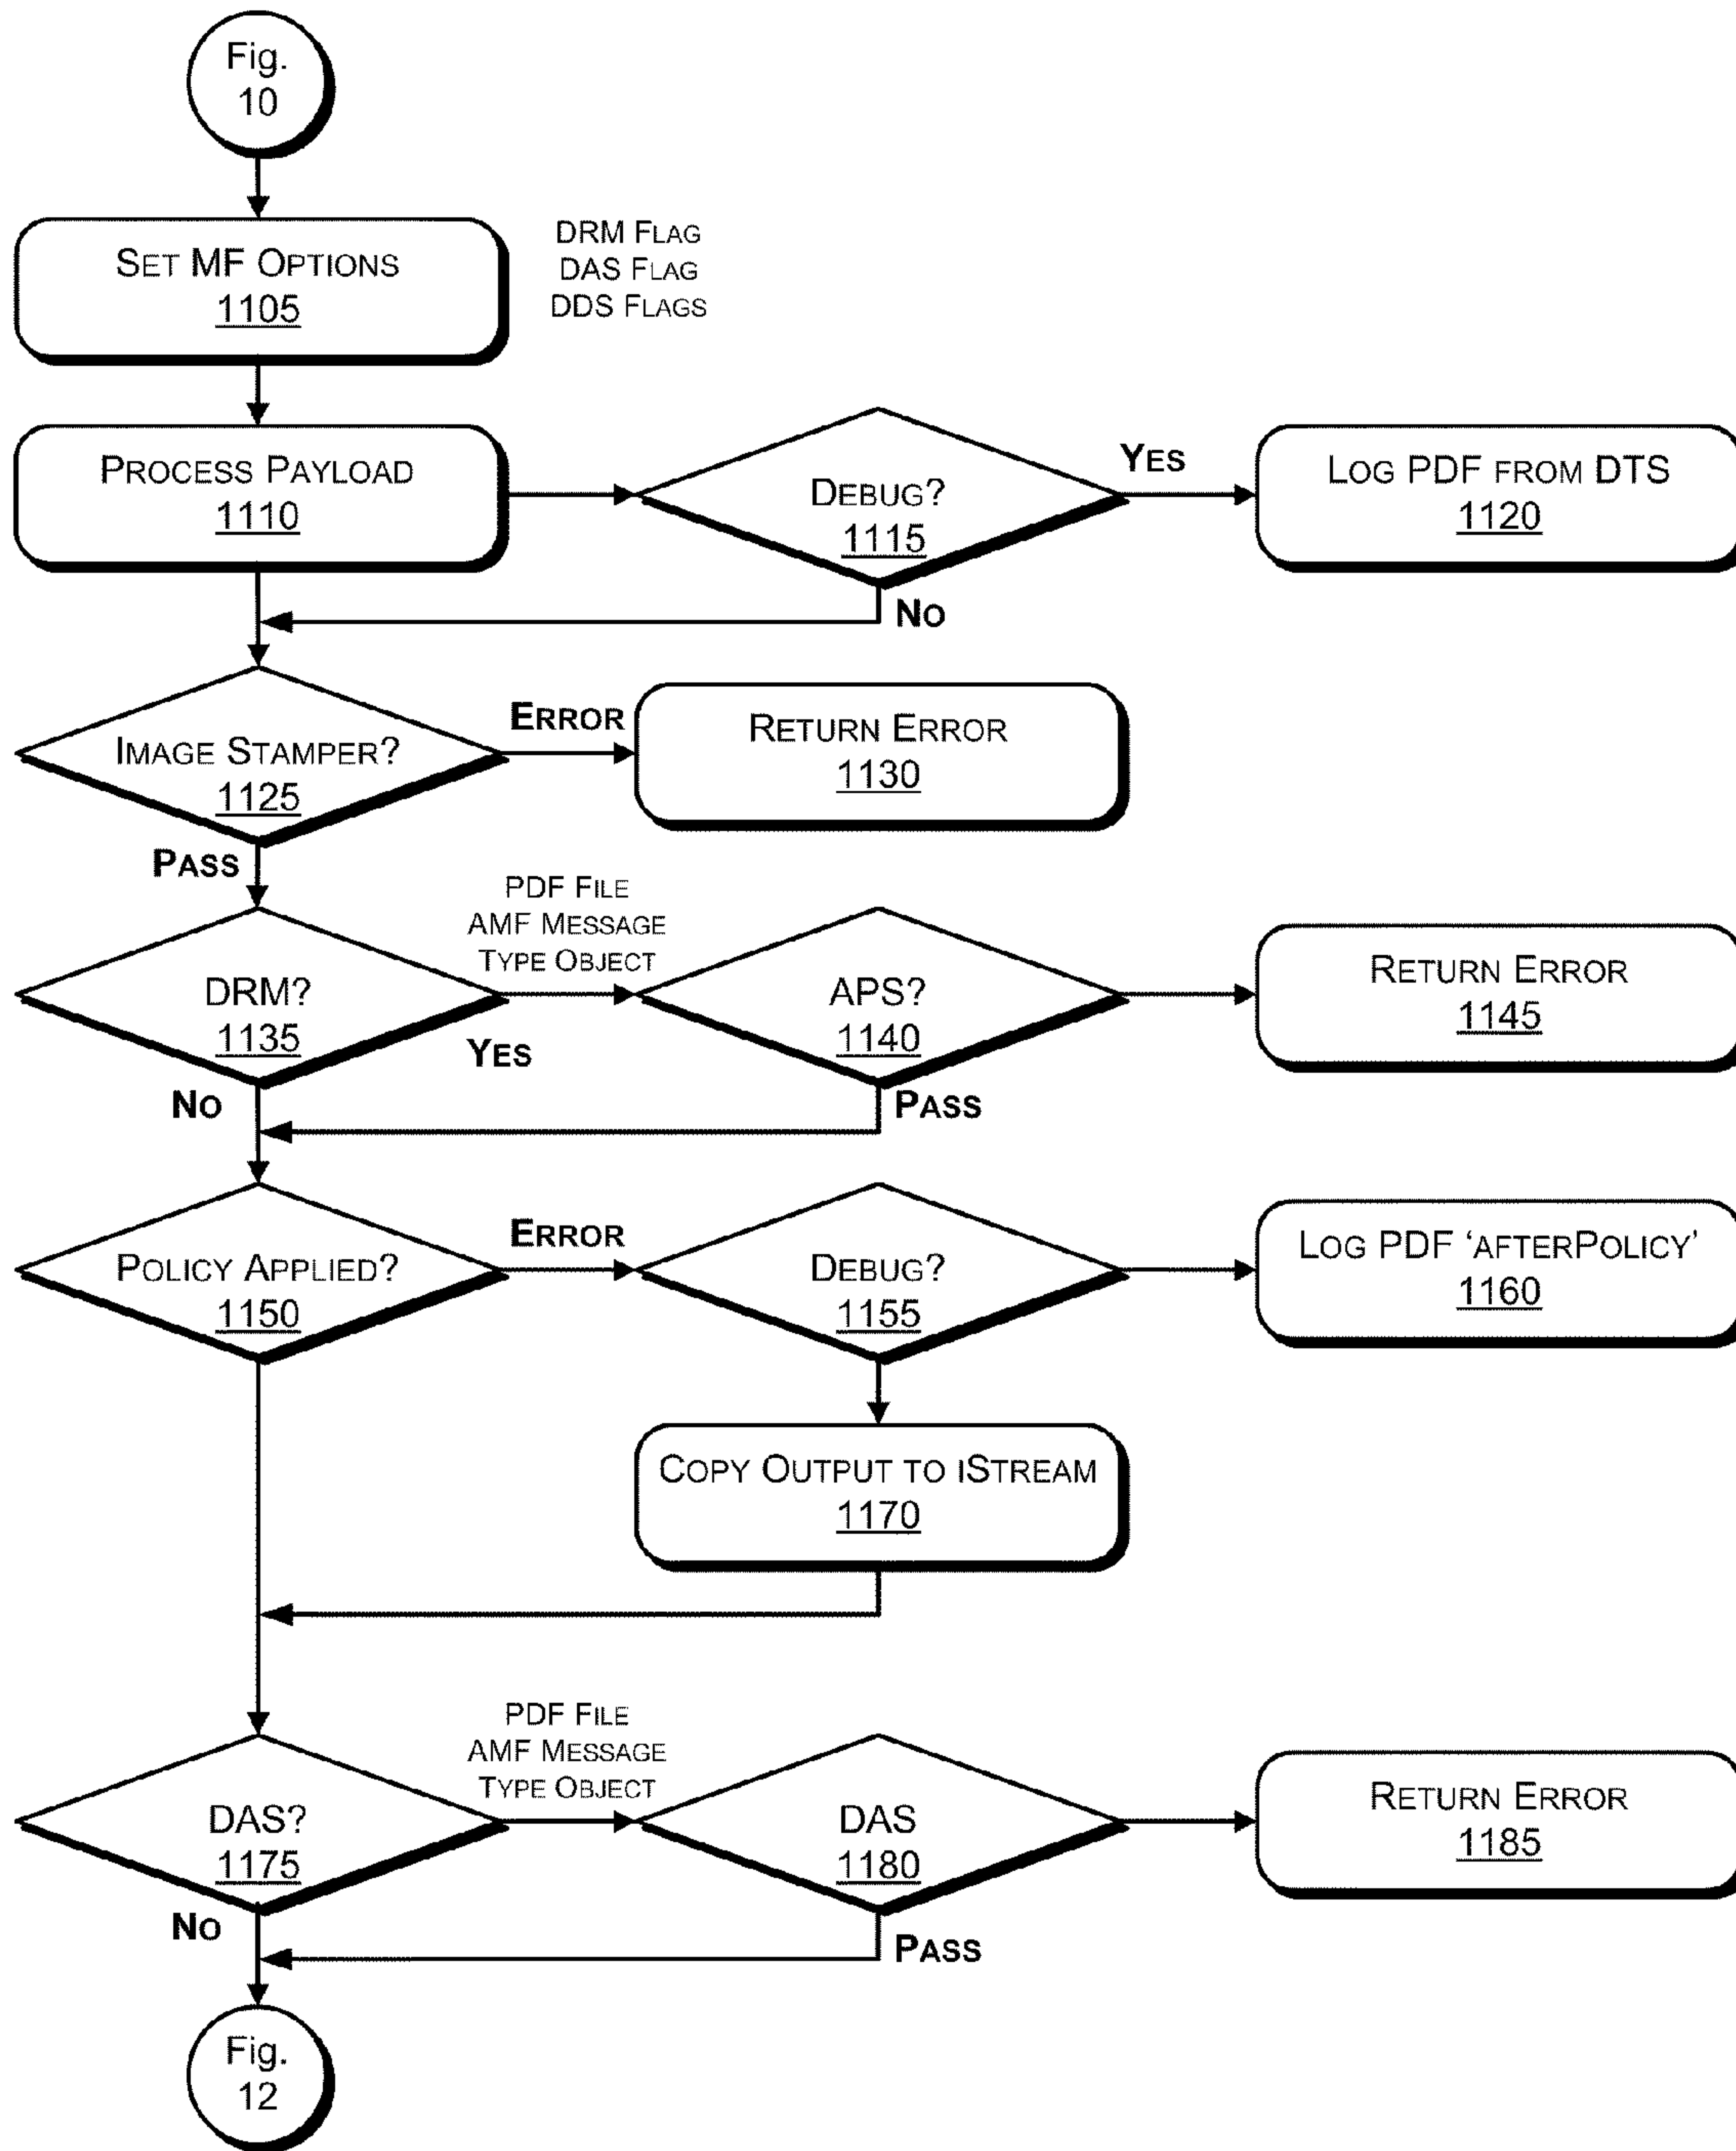 Fig.
10
SET MF OPTIONS
1105
DRM FLAG
DAS FLAG
DDS FLAGS
PROCESS PAYLOAD
1110
DEBUG?
1115
YES
NO
LOG PDF FROM DTS
1120
IMAGE STAMPER?
1125
ERROR
PASS
RETURN ERROR
1130
DRM?
1135
YES
NO
PDF FILE
AMF MESSAGE
TYPE OBJECT
APS?
1140
PASS
RETURN ERROR
1145
POLICY APPLIED?
1150
ERROR
DEBUG?
1155
LOG PDF ‘AFTERPOLICY’
1160
COPY OUTPUT TO ISTREAM
1170
DAS?
1175
NO
PDF FILE
AMF MESSAGE
TYPE OBJECT
DAS
1180
PASS
RETURN ERROR
1185
Fig.
12